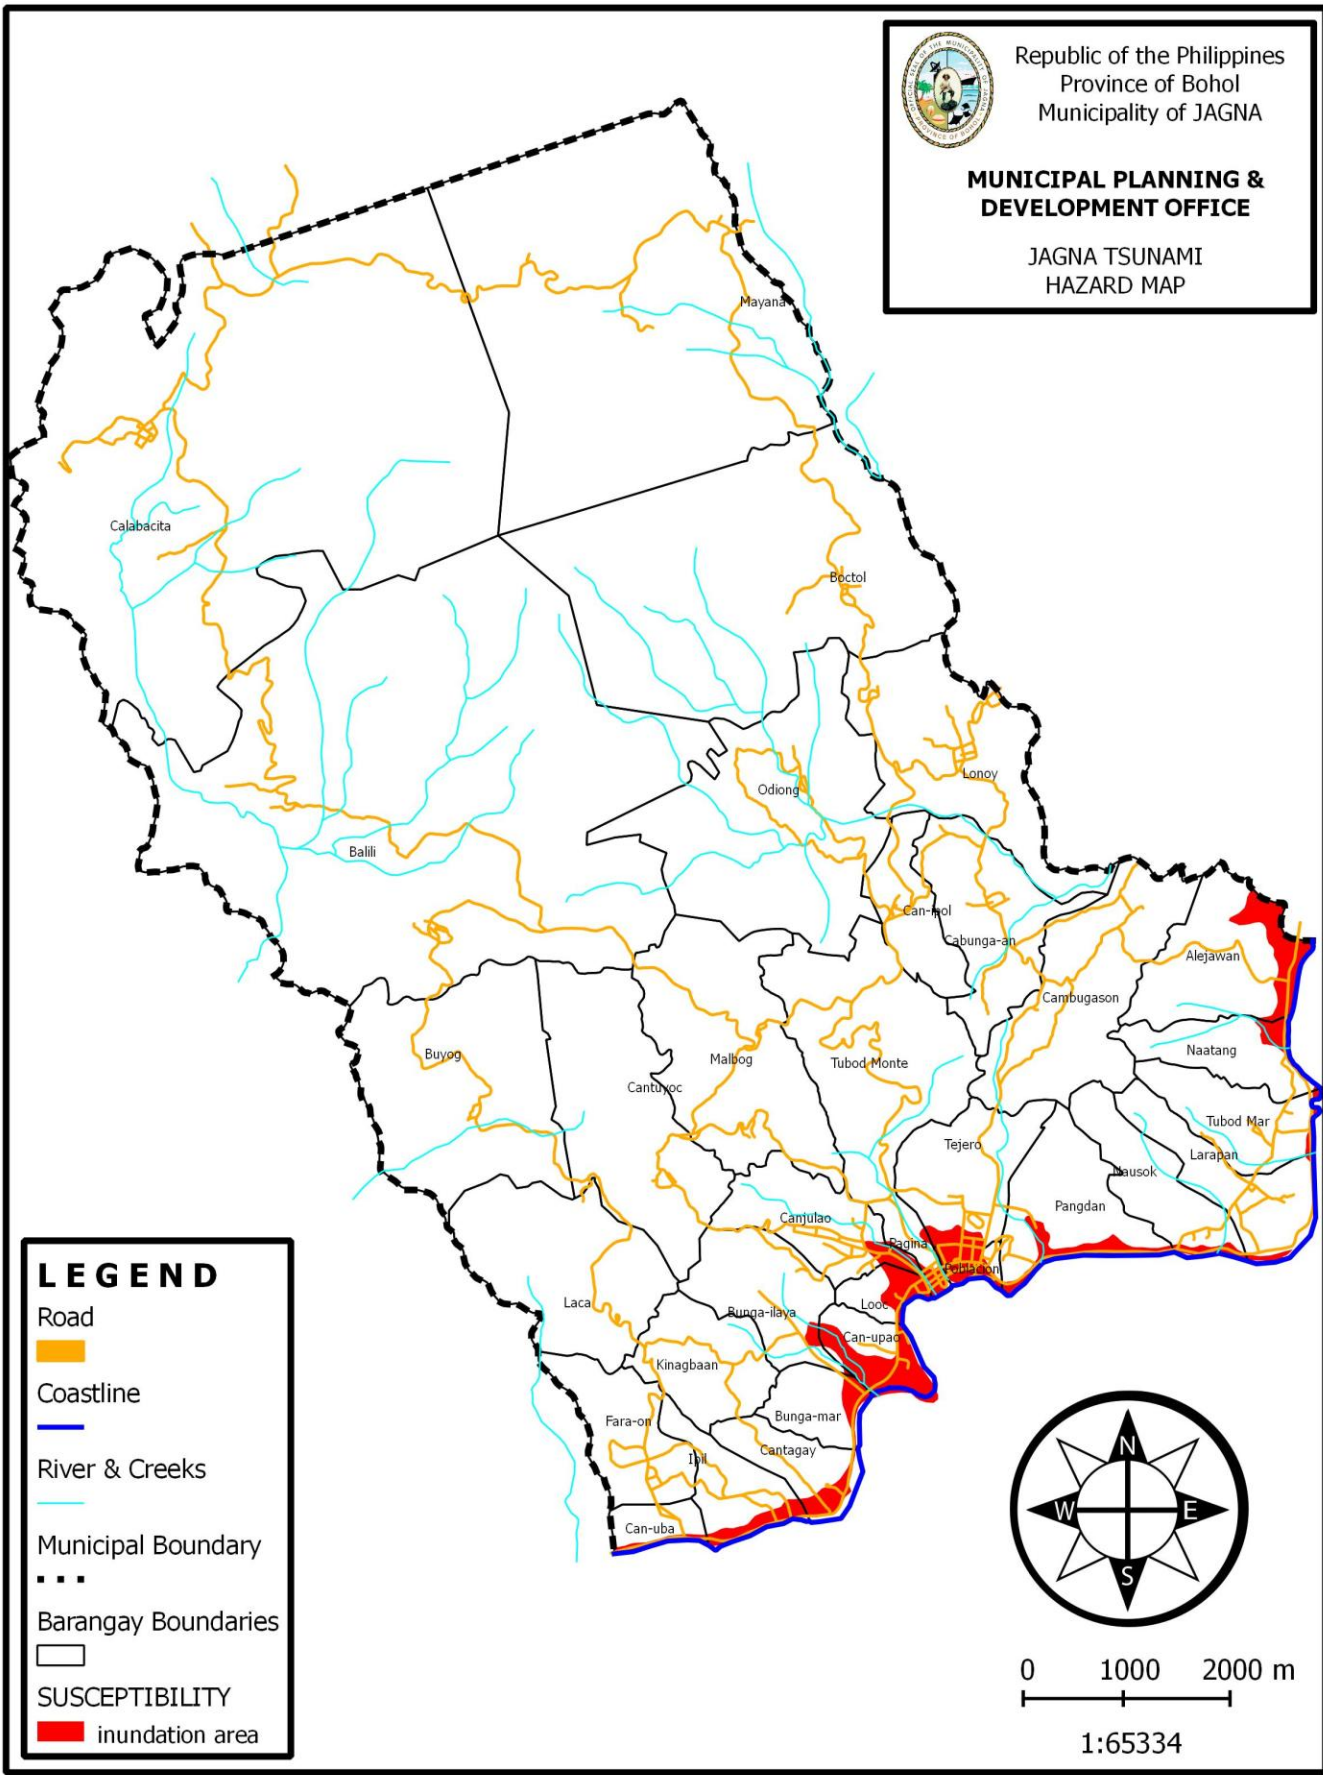 Republic of the Philippines
Province of Bohol
Municipality of JAGNA
MUNICIPAL PLANNING &
DEVELOPMENT OFFICE
JAGNA TSUNAMI
HAZARD MAP
Mayana
Calabacita
Boctol
Lonoy
Odiong
Balili
Can-ipol
Cabunga-an
Alejawan
Cambugason
Naatang
Buyog
Malbog
Tubod Monte
Cantuyoc
Tubod Mar
Tejero
Larapan
Nausok
Pangdan
Canjulao
Pagina
Poblacion
Laca
Looc
Bunga-ilaya
Can-upao
Kinagbaan
Fara-on
Bunga-mar
Cantagay
Ipil
Can-uba
LEGEND
Road
Coastline
River & Creeks
Municipal Boundary
Barangay Boundaries
SUSCEPTIBILITY
inundation area
N
W E
S
0 1000 2000 m
1:65334